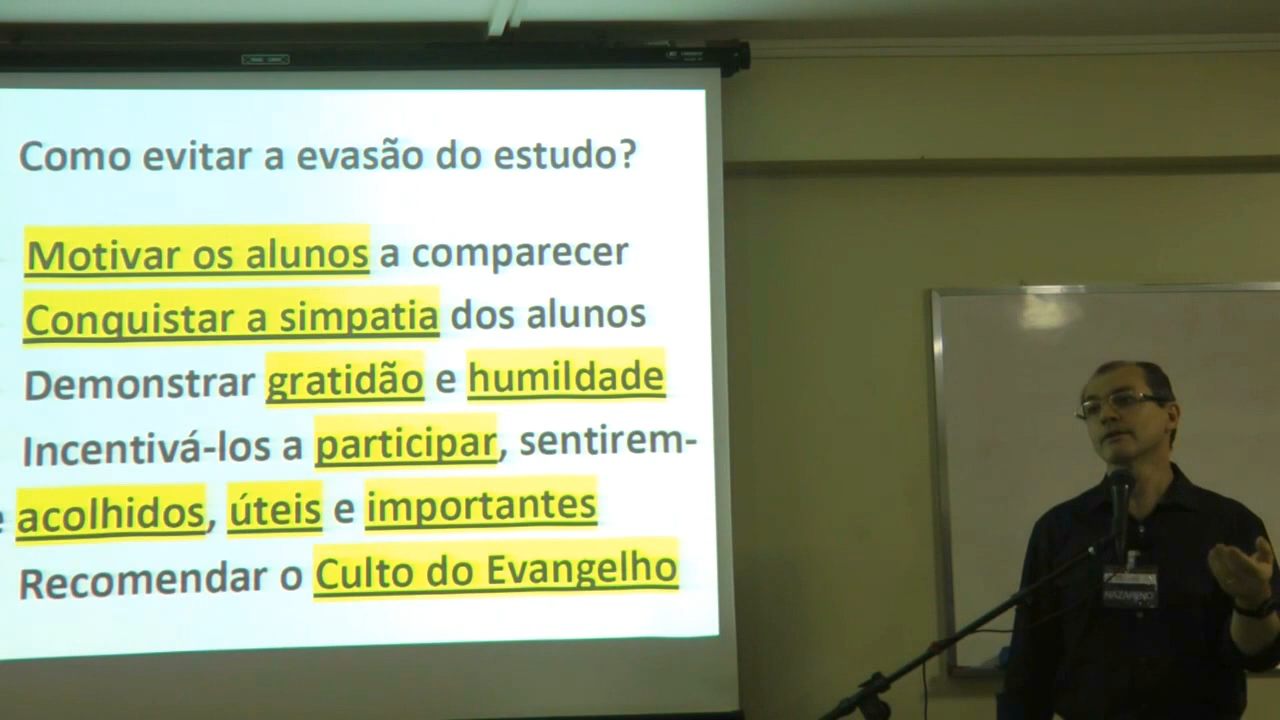 Como evitar a evasão do estudo?
Motivar os alunos a comparecer
Conquistar a simpatia dos alunos
Demonstrar gratidão e humildade
Incentivá-los a participar, sentirem-
e acolhidos, úteis e importantes
Recomendar o Culto do Evangelho
NAZARENO